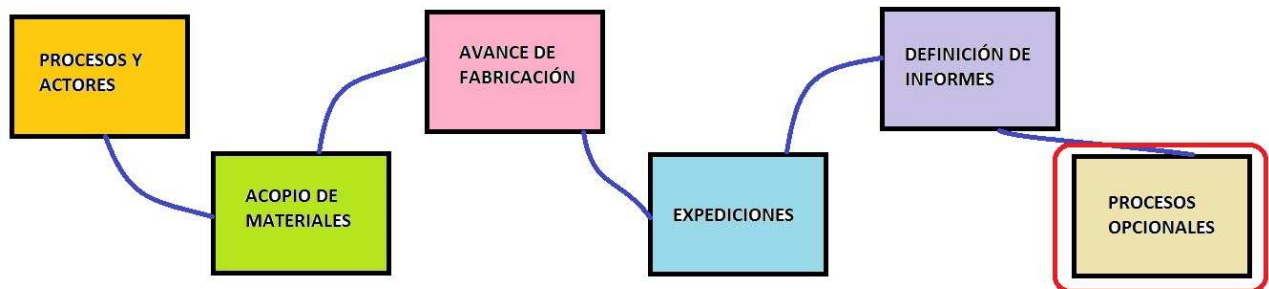 PROCESOS Y
ACTORES
ACOPIO DE
MATERIALES
AVANCE DE
FABRICACIÓN
EXPEDICIONES
DEFINICIÓN DE
INFORMES
PROCESOS
OPCIONALES